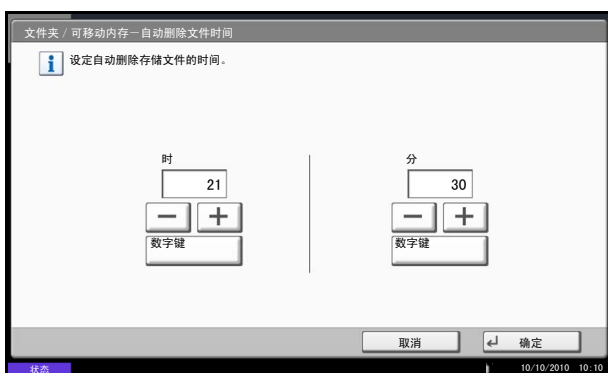 文件夹 / 可移动内存－自动删除文件时间
设定自动删除存储文件的时间。
时
分
21
30
数字键
数字键
取消
确定
状态
10/10/2010 10:10